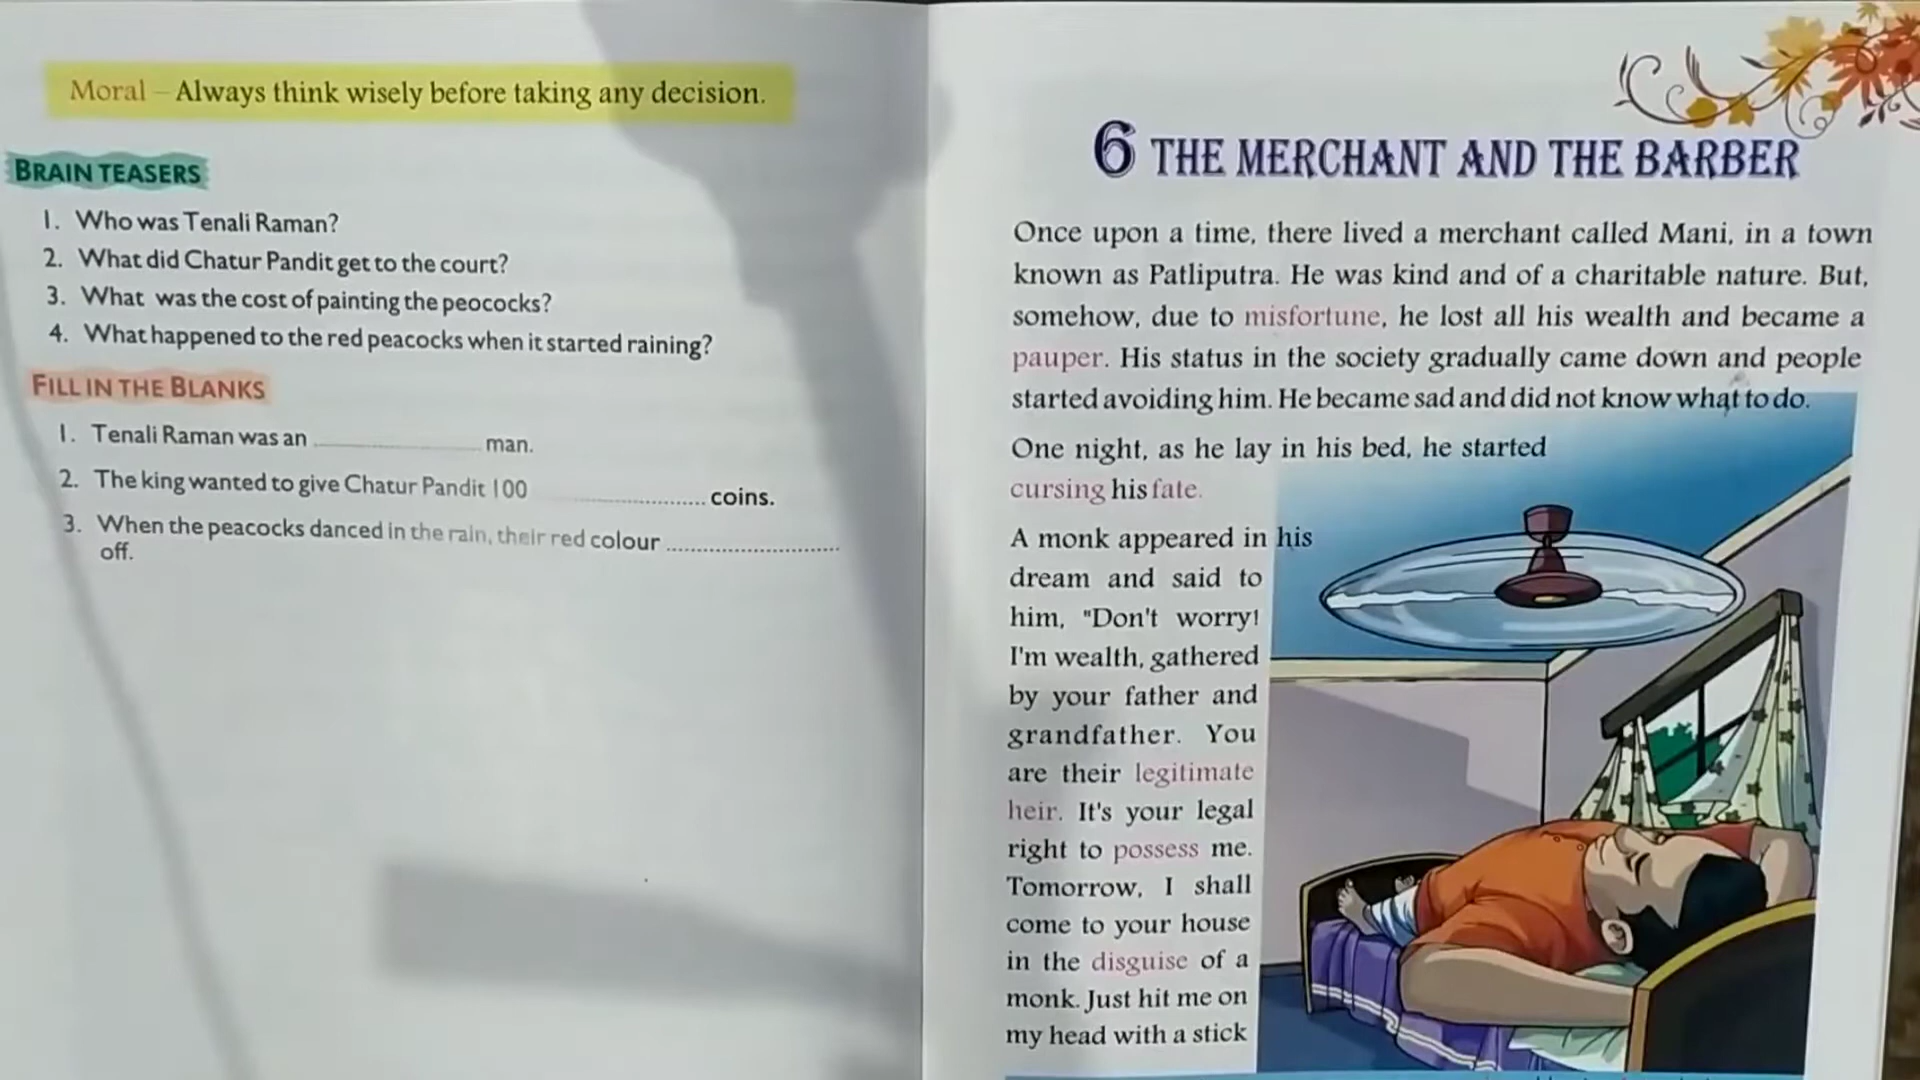 Moral – Always think wisely before taking any decision.
BRAIN TEASERS
1. Who was Tenali Raman?
2. What did Chatur Pandit get to the court?
3. What was the cost of painting the peococks?
4. What happened to the red peacocks when it started raining?
FILL IN THE BLANKS
1. Tenali Raman was an .............................. man.
2. The king wanted to give Chatur Pandit 100 .............................. coins.
3. When the peacocks danced in the rain, their red colour ..............................
off.
6 THE MERCHANT AND THE BARBER
Once upon a time, there lived a merchant called Mani, in a town
known as Patliputra. He was kind and of a charitable nature. But,
somehow, due to misfortune, he lost all his wealth and became a
pauper. His status in the society gradually came down and people
started avoiding him. He became sad and did not know what to do.
One night, as he lay in his bed, he started
cursing his fate.
A monk appeared in his
dream and said to
him, "Don't worry!
I'm wealth, gathered
by your father and
grandfather. You
are their legitimate
heir. It's your legal
right to possess me.
Tomorrow, I shall
come to your house
in the disguise of a
monk. Just hit me on
my head with a stick